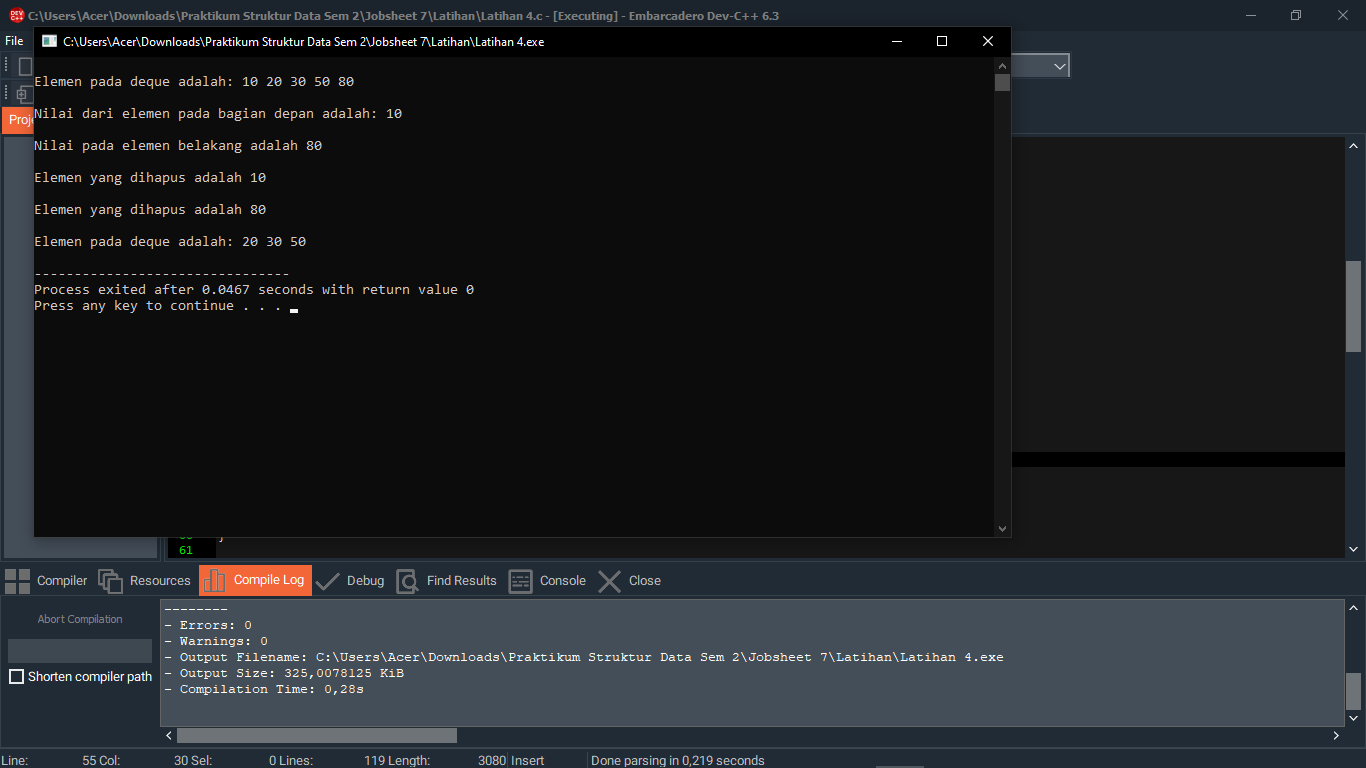 C:\Users\Acer\Downloads\Praktikum Struktur Data Sem 2\Jobsheet 7\Latihan\Latihan 4.c - [Executing] - Embarcadero Dev-C++ 6.3
File
C:\Users\Acer\Downloads\Praktikum Struktur Data Sem 2\Jobsheet 7\Latihan\Latihan 4.exe
Elemen pada deque adalah: 10 20 30 50 80
Nilai dari elemen pada bagian depan adalah: 10
Nilai pada elemen belakang adalah 80
Elemen yang dihapus adalah 10
Elemen yang dihapus adalah 80
Elemen pada deque adalah: 20 30 50
--------------------------------
Process exited after 0.0467 seconds with return value 0
Press any key to continue . . .
61
Compiler Resources Compile Log Debug Find Results Console Close
Abort Compilation
Shorten compiler path
--------
- Errors: 0
- Warnings: 0
- Output Filename: C:\Users\Acer\Downloads\Praktikum Struktur Data Sem 2\Jobsheet 7\Latihan\Latihan 4.exe
- Output Size: 325,0078125 KiB
- Compilation Time: 0,28s
Line: 55 Col: 30 Sel: 0 Lines: 119 Length: 3080 Insert Done parsing in 0,219 seconds